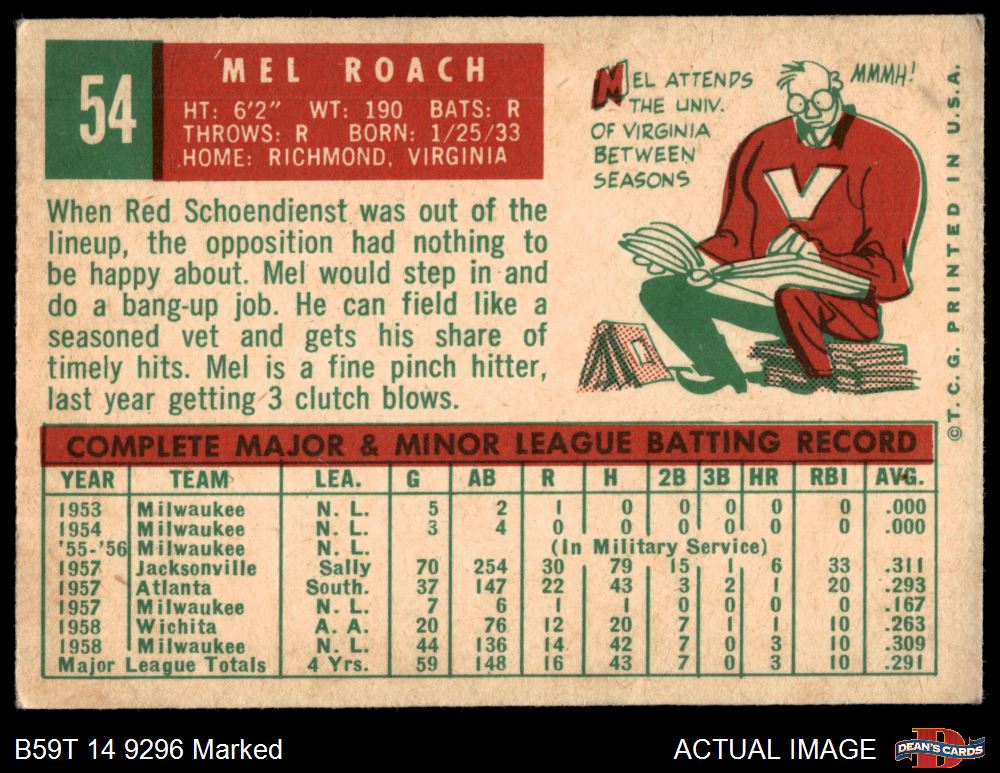 54
MEL ROACH
HT: 6'2" WT: 190 BATS: R
THROWS: R BORN: 1/25/33
HOME: RICHMOND, VIRGINIA
MEL ATTENDS
THE UNIV.
OF VIRGINIA
BETWEEN
SEASONS
MMMH!
V
©T. C. G. PRINTED IN U.S.A.
When Red Schoendienst was out of the
lineup, the opposition had nothing to
be happy about. Mel would step in and
do a bang-up job. He can field like a
seasoned vet and gets his share of
timely hits. Mel is a fine pinch hitter,
last year getting 3 clutch blows.
COMPLETE MAJOR & MINOR LEAGUE BATTING RECORD
YEAR TEAM LEA. G AB R H 2B 3B HR RBI AVG.
1953 Milwaukee N. L. 5 2 1 0 0 0 0 0 .000
1954 Milwaukee N. L. 3 4 0 0 0 0 0 0 .000
'55-'56 Milwaukee N. L. (In Military Service)
1957 Jacksonville Sally 70 254 30 79 15 1 6 33 .311
1957 Atlanta South. 37 147 22 43 3 2 1 20 .293
1957 Milwaukee N. L. 7 6 1 1 0 0 0 0 .167
1958 Wichita A. A. 20 76 12 20 7 1 1 10 .263
1958 Milwaukee N. L. 44 136 14 42 7 0 3 10 .309
Major League Totals 4 Yrs. 59 148 16 43 7 0 3 10 .291
B59T 14 9296 Marked
ACTUAL IMAGE
D
DEAN'S CARDS